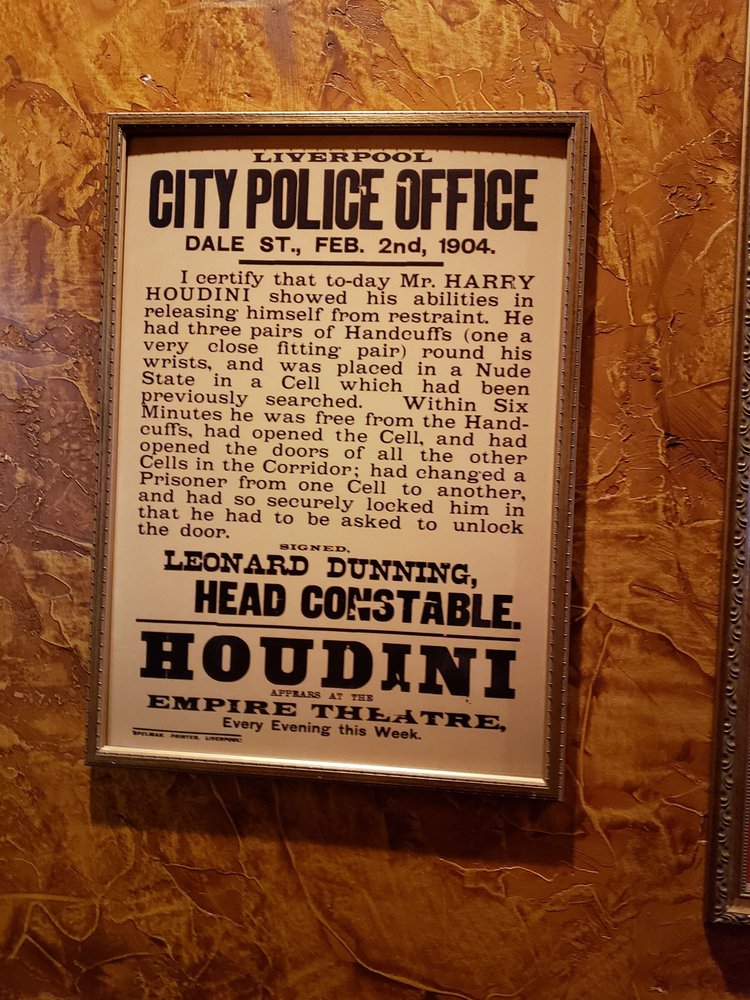 LIVERPOOL
CITY POLICE OFFICE
DALE ST., FEB. 2nd, 1904.
I certify that to-day Mr. HARRY
HOUDINI showed his abilities in
releasing himself from restraint. He
had three pairs of Handcuffs (one a
very close fitting pair) round his
wrists, and was placed in a Nude
State in a Cell which had been
previously searched. Within Six
Minutes he was free from the Hand-
cuffs, had opened the Cell, and had
opened the doors of all the other
Cells in the Corridor; had changed a
Prisoner from one Cell to another,
and had so securely locked him in
that he had to be asked to unlock
the door.
SIGNED,
LEONARD DUNNING,
HEAD CONSTABLE.
HOUDINI
APPEARS AT THE
EMPIRE THEATRE,
Every Evening this Week.
SPELMAN, PRINTER, LIVERPOOL.